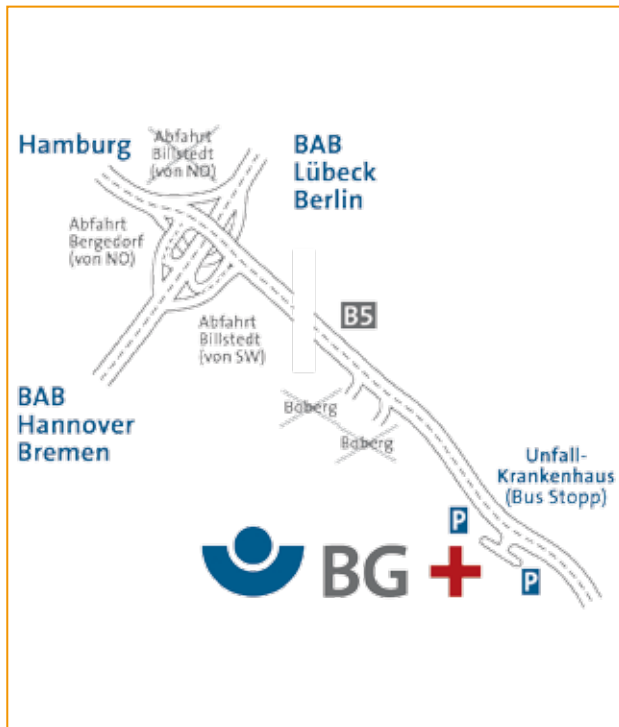 Hamburg
Abfahrt
Billstedt
(von NO)
BAB
Lübeck
Berlin
Abfahrt
Bergedorf
(von NO)
Abfahrt
Billstedt
(von SW)
B5
BAB
Hannover
Bremen
Boberg
Boberg
Unfall-
Krankenhaus
(Bus Stopp)
P
BG
P